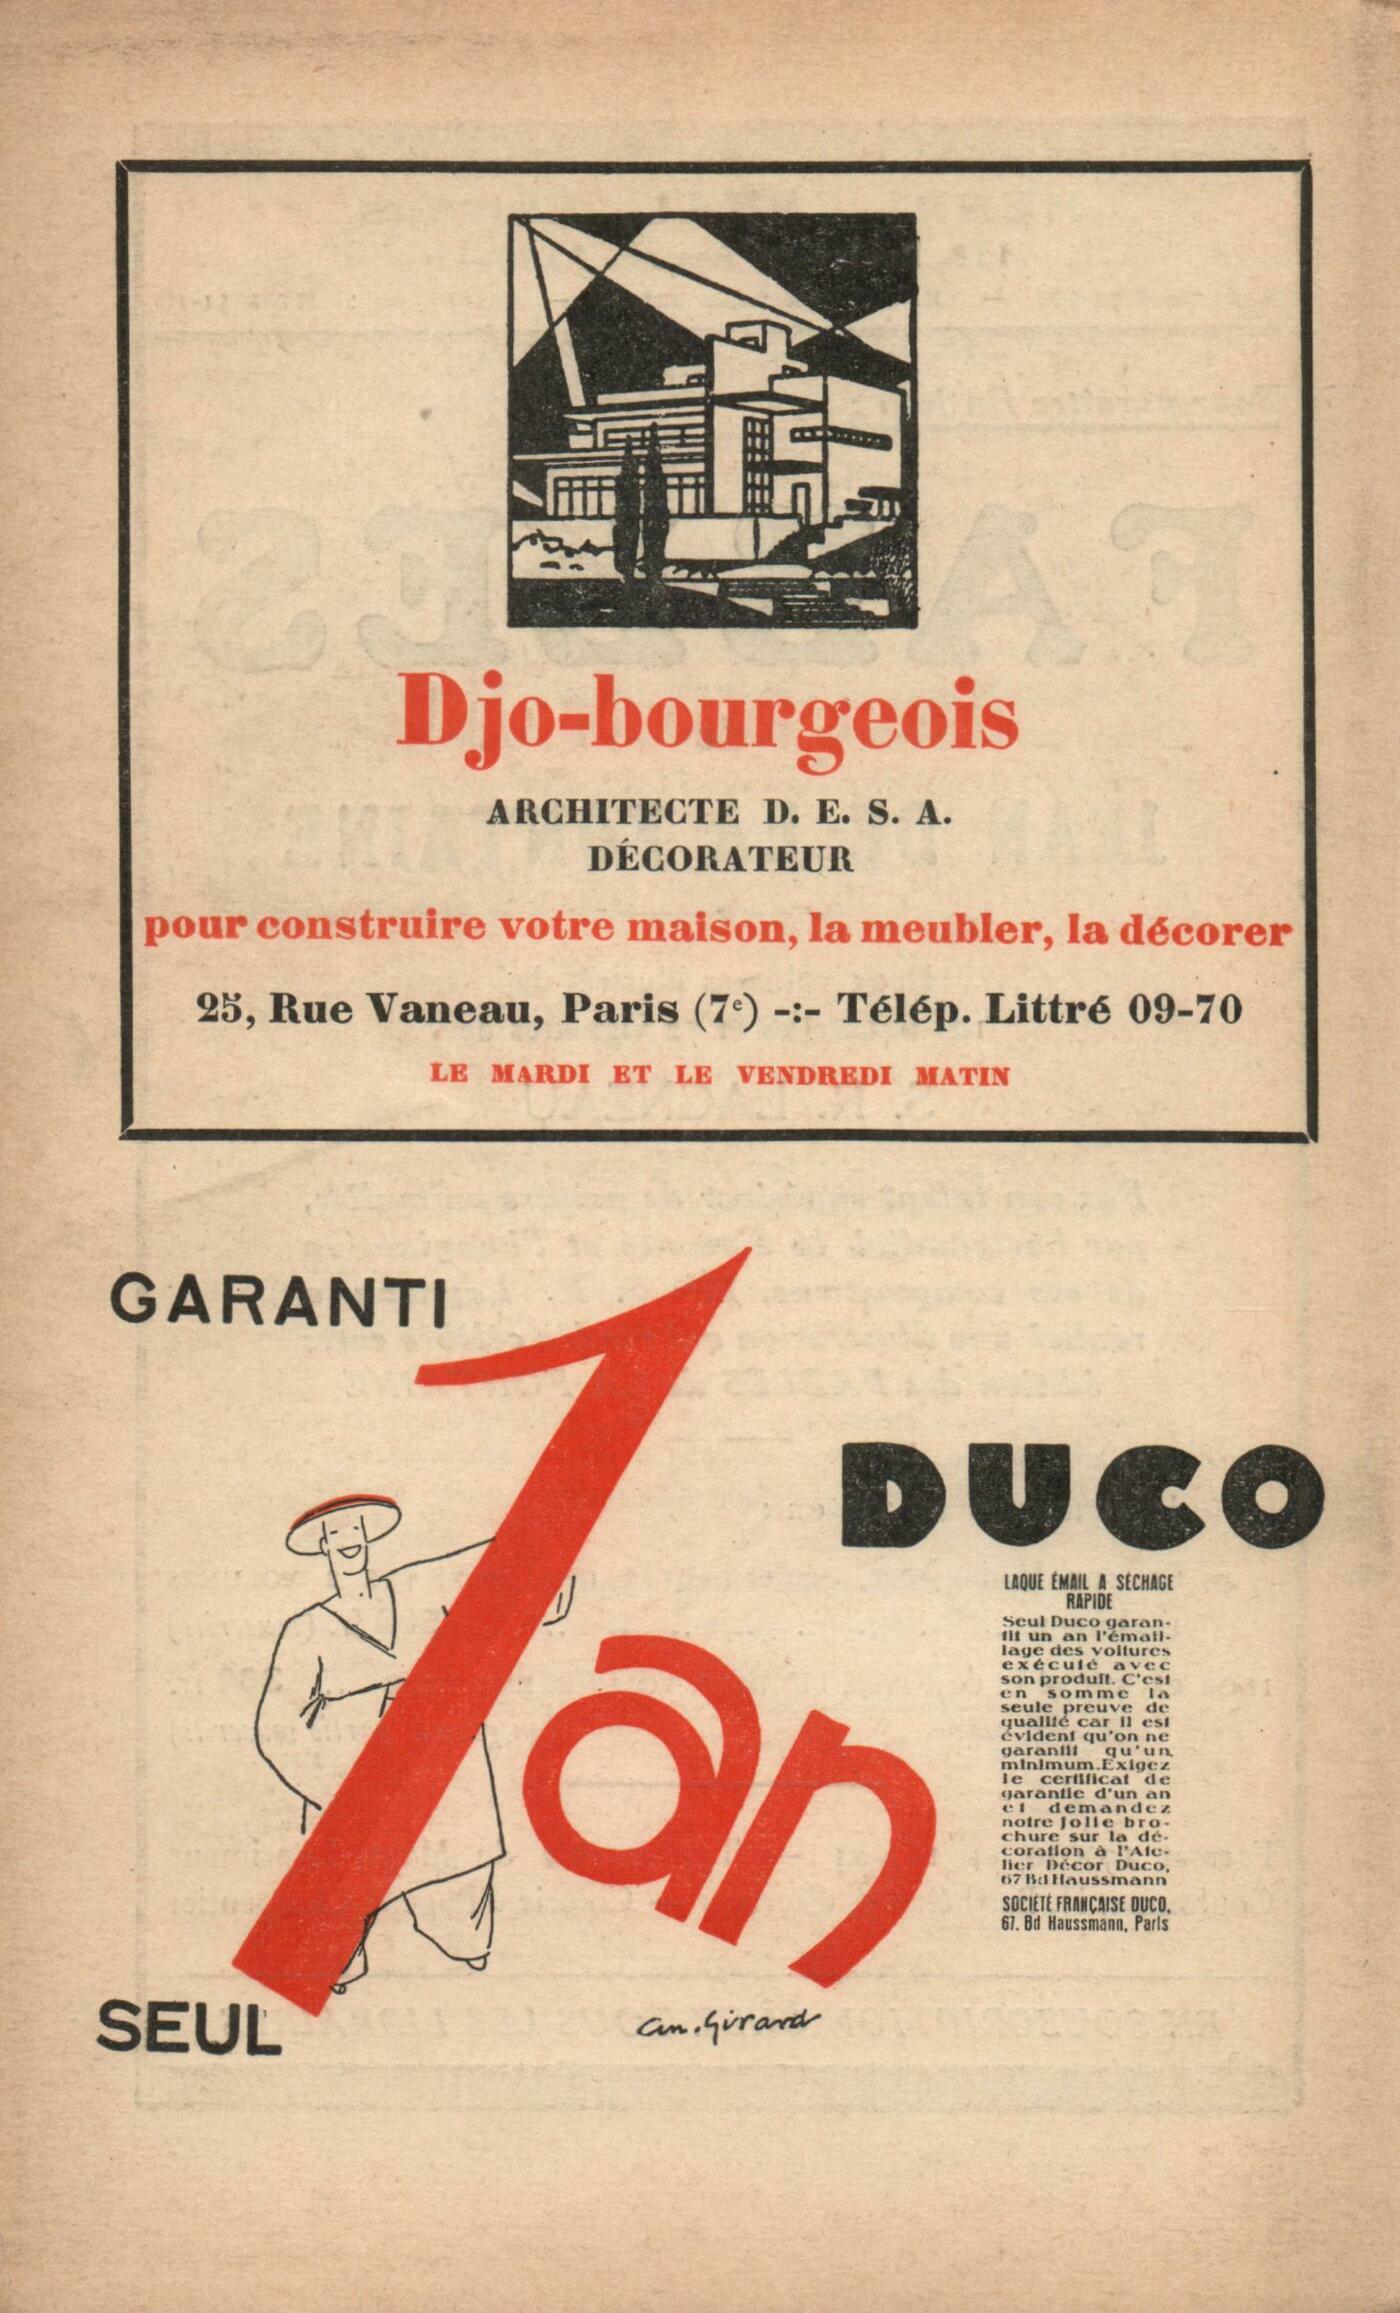 Djo-bourgeois
ARCHITECTE D. E. S. A.
DÉCORATEUR
pour construire votre maison, la meubler, la décorer
25, Rue Vaneau, Paris (7e) -:- Télép. Littré 09-70
LE MARDI ET LE VENDREDI MATIN
GARANTI
1an
SEUL
DUCO
LAQUE ÉMAIL A SÉCHAGE
RAPIDE
Seul Duco garan-
tit un an l'émail-
lage des voitures
exécuté avec
son produit. C'est
en somme la
seule preuve de
qualité car il est
évident qu'on ne
garantit qu'un
minimum. Exigez
le certificat de
garantie d'un an
et demandez
notre jolie bro-
chure sur la dé-
coration à l'Ate-
lier Décor Duco,
67 Bd Haussmann
SOCIÉTÉ FRANÇAISE DUCO,
67. Bd Haussmann, Paris
an. Girard